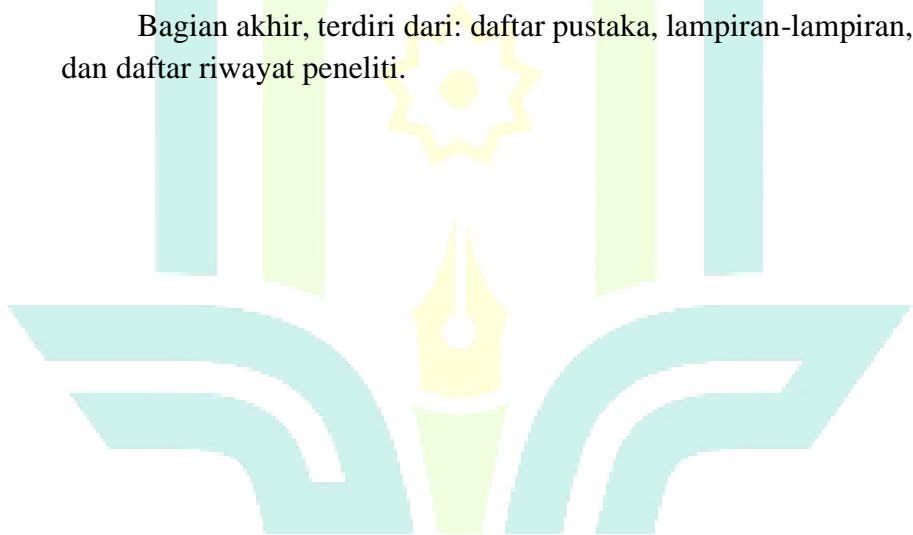 Bagian akhir, terdiri dari: daftar pustaka, lampiran-lampiran,
dan daftar riwayat peneliti.